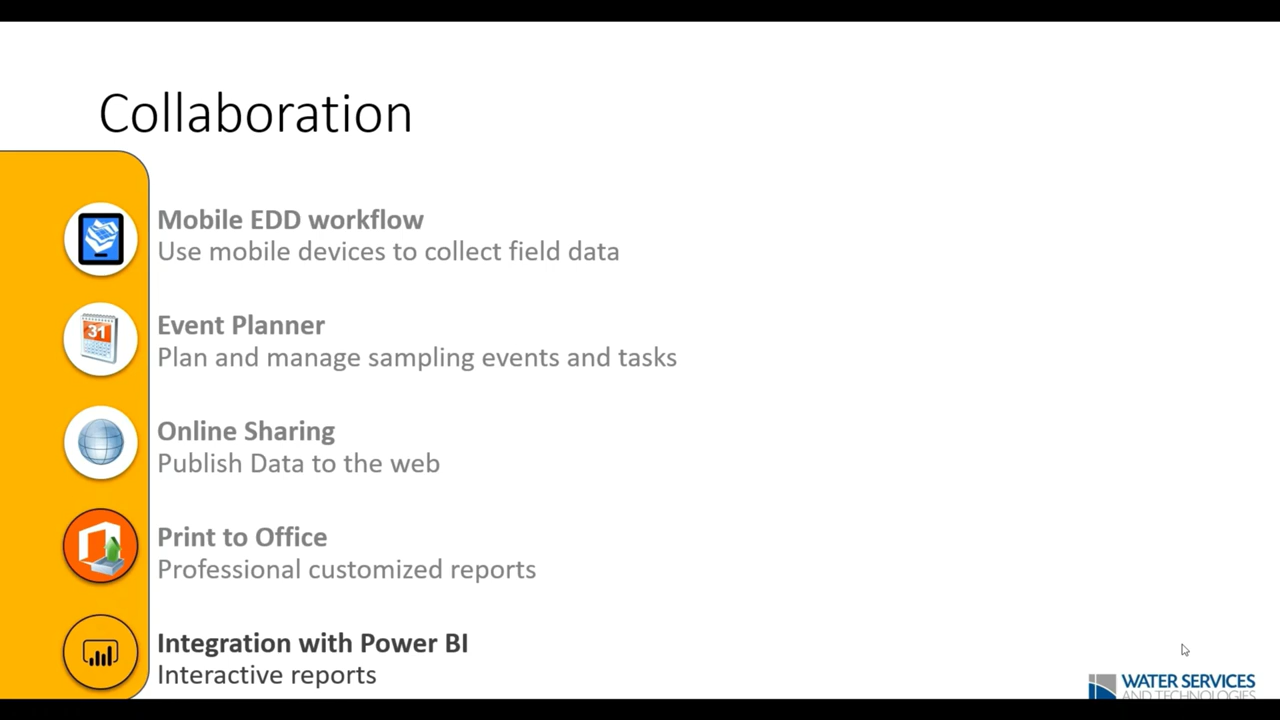 Collaboration
Mobile EDD workflow
Use mobile devices to collect field data
31
Event Planner
Plan and manage sampling events and tasks
Online Sharing
Publish Data to the web
Print to Office
Professional customized reports
Integration with Power BI
Interactive reports
WATER SERVICES
AND TECHNOLOGIES